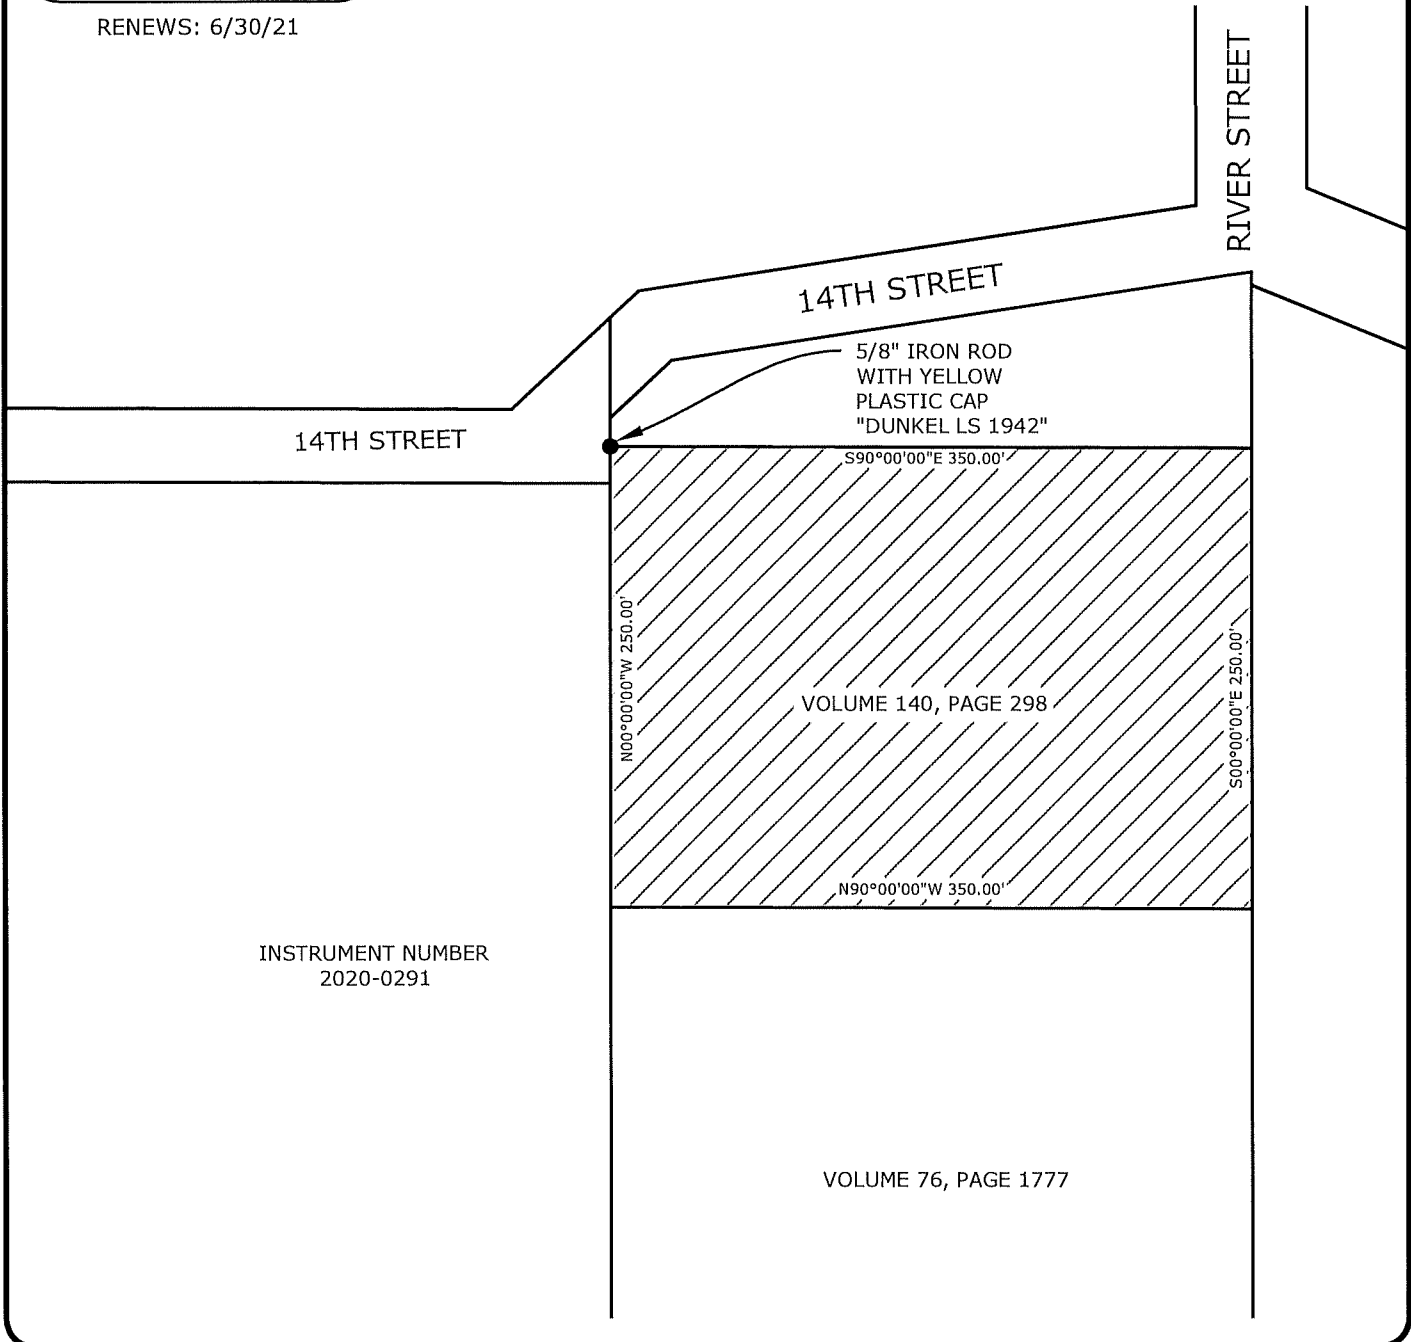 RENEWS: 6/30/21
RIVER STREET
14TH STREET
5/8" IRON ROD
WITH YELLOW
PLASTIC CAP
"DUNKEL LS 1942"
14TH STREET
S90°00'00"E 350.00'
N00°00'00"W 250.00'
S00°00'00"E 250.00'
VOLUME 140, PAGE 298
N90°00'00"W 350.00'
INSTRUMENT NUMBER
2020-0291
VOLUME 76, PAGE 1777